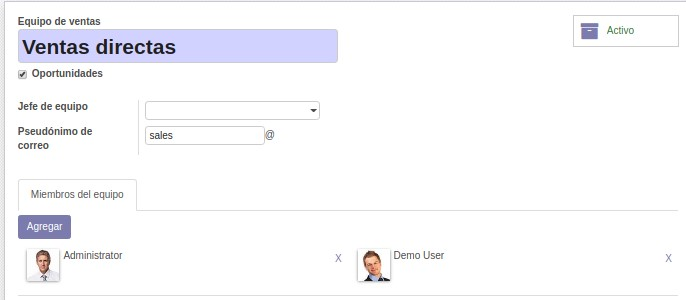 Equipo de ventas
Ventas directas
Activo
Oportunidades
Jefe de equipo
Pseudónimo de
correo
sales @
Miembros del equipo
Agregar
Administrator X Demo User X